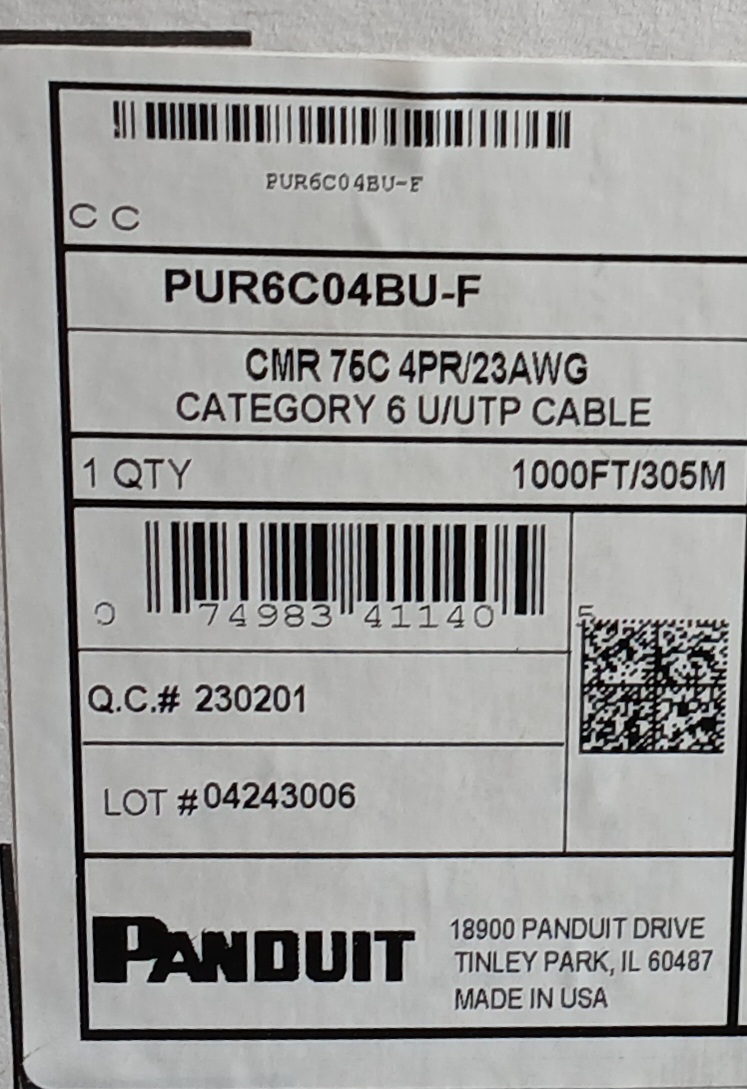 PUR6C04BU-F
C C
PUR6C04BU-F
CMR 75C 4PR/23AWG
CATEGORY 6 U/UTP CABLE
1 QTY 1000FT/305M
0 74983 41140 5
Q.C.# 230201
LOT #04243006
PANDUIT
18900 PANDUIT DRIVE
TINLEY PARK, IL 60487
MADE IN USA